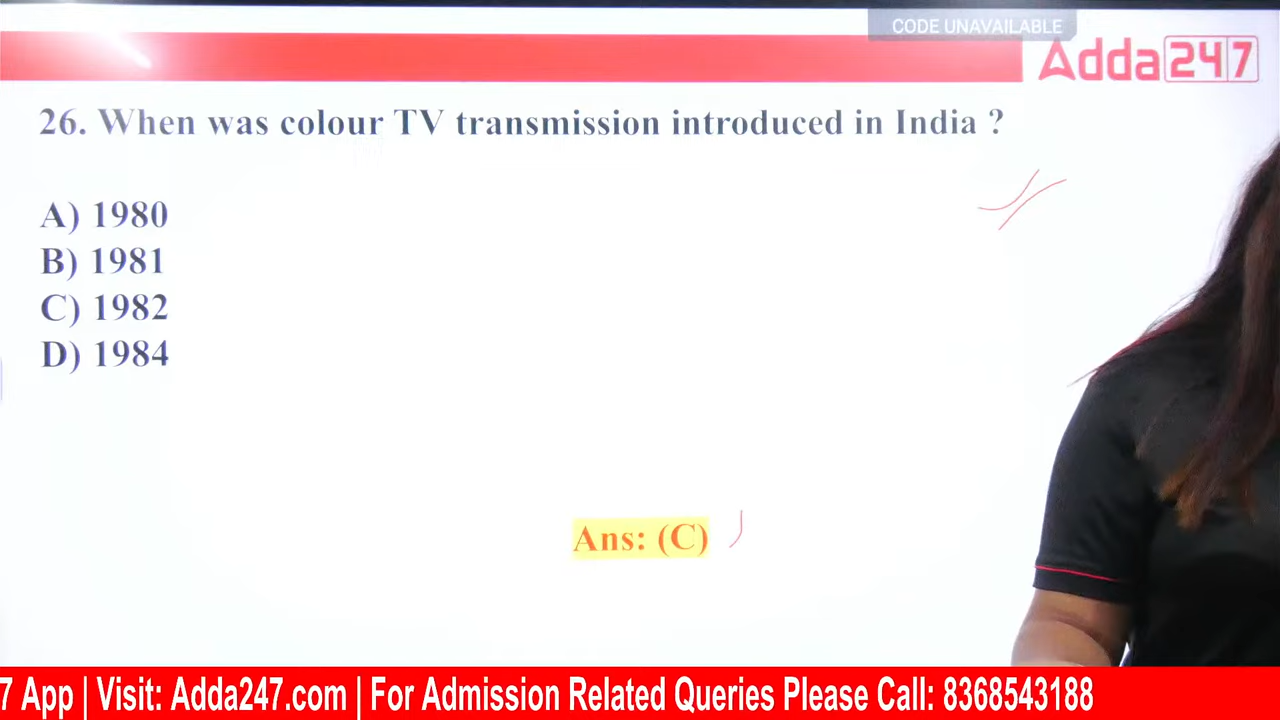 CODE UNAVAILABLE
Adda247
26. When was colour TV transmission introduced in India ?
A) 1980
B) 1981
C) 1982
D) 1984
Ans: (C)
7 App | Visit: Adda247.com | For Admission Related Queries Please Call: 8368543188